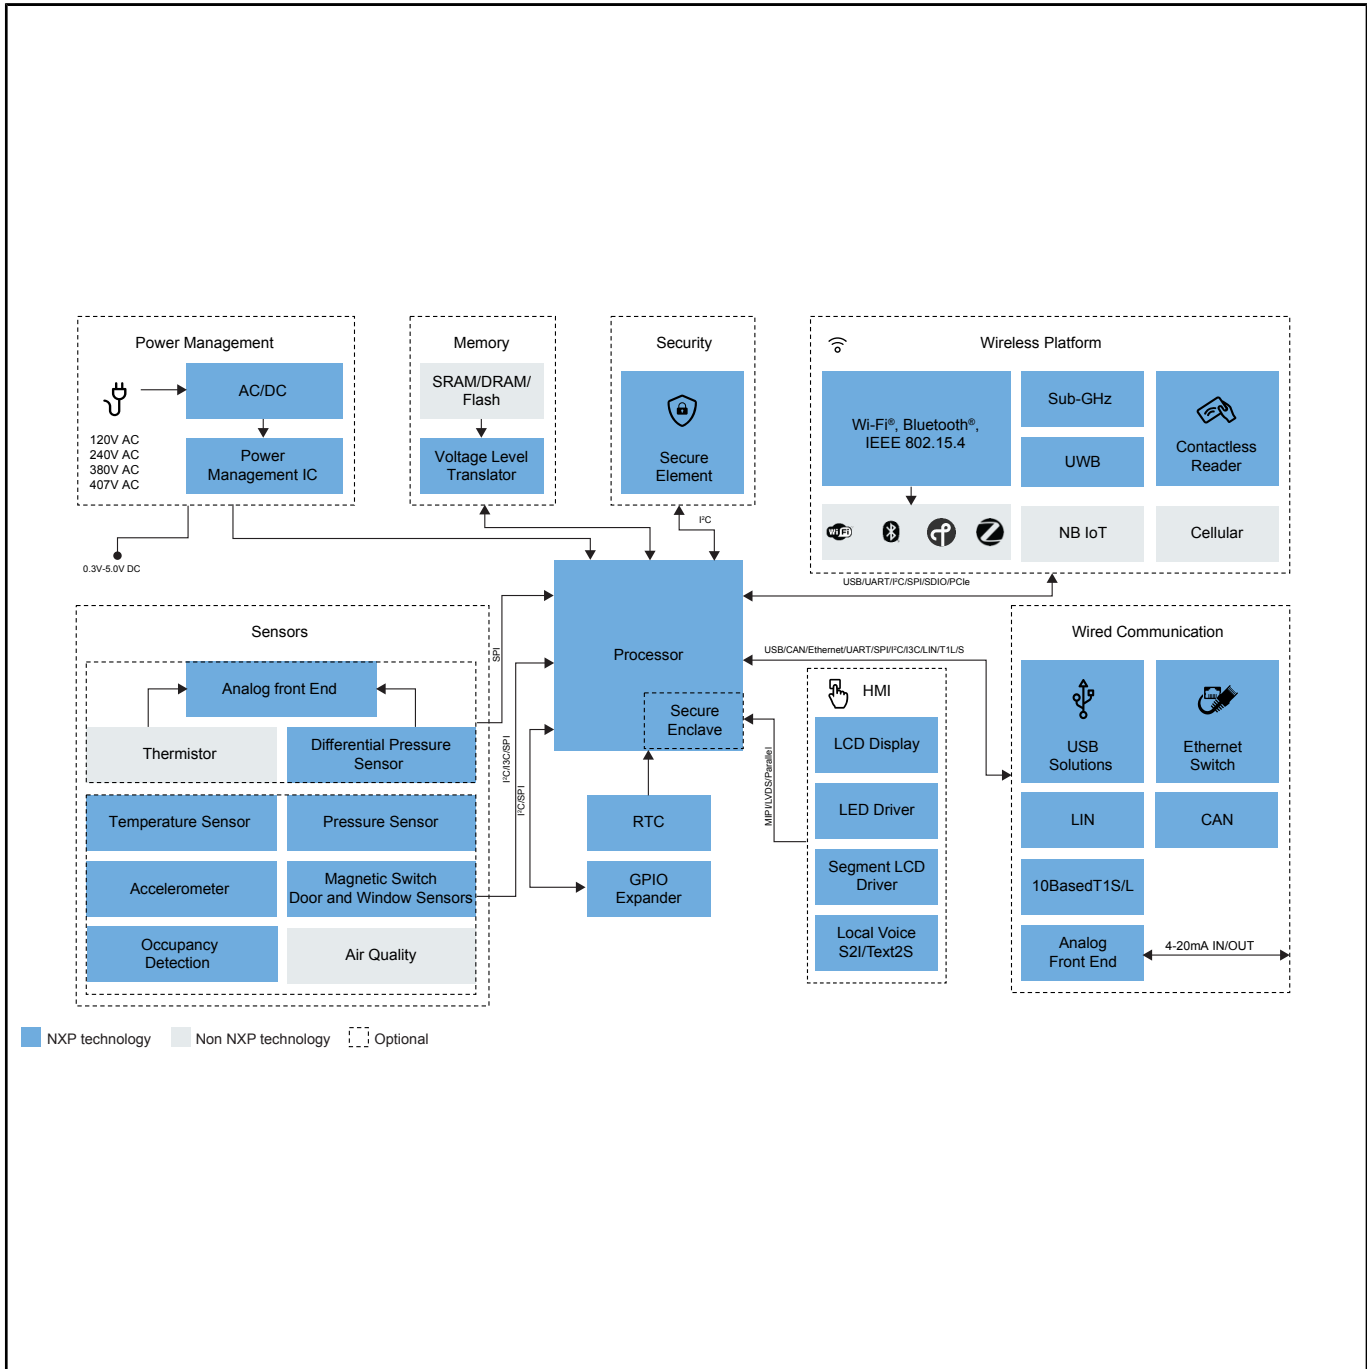 Power Management
AC/DC
120V AC
240V AC
380V AC
407V AC
Power
Management IC
0.3V-5.0V DC
Memory
SRAM/DRAM/
Flash
Voltage Level
Translator
Security
Secure
Element
I²C
Wireless Platform
Wi-Fi®, Bluetooth®,
IEEE 802.15.4
Sub-GHz
UWB
Contactless
Reader
WiFi
NB IoT
Cellular
USB/UART/I²C/SPI/SDIO/PCIe
Sensors
Analog front End
Thermistor
Differential Pressure
Sensor
Temperature Sensor
Pressure Sensor
Accelerometer
Magnetic Switch
Door and Window Sensors
Occupancy
Detection
Air Quality
SPI
I²C/I3C/SPI
I²C/SPI
Processor
Secure
Enclave
RTC
GPIO
Expander
USB/CAN/Ethernet/UART/SPI/I²C/I3C/LIN/T1L/S
MIPI/LVDS/Parallel
HMI
LCD Display
LED Driver
Segment LCD
Driver
Local Voice
S2I/Text2S
Wired Communication
USB
Solutions
Ethernet
Switch
LIN
CAN
10BasedT1S/L
Analog
Front End
4-20mA IN/OUT
NXP technology
Non NXP technology
Optional